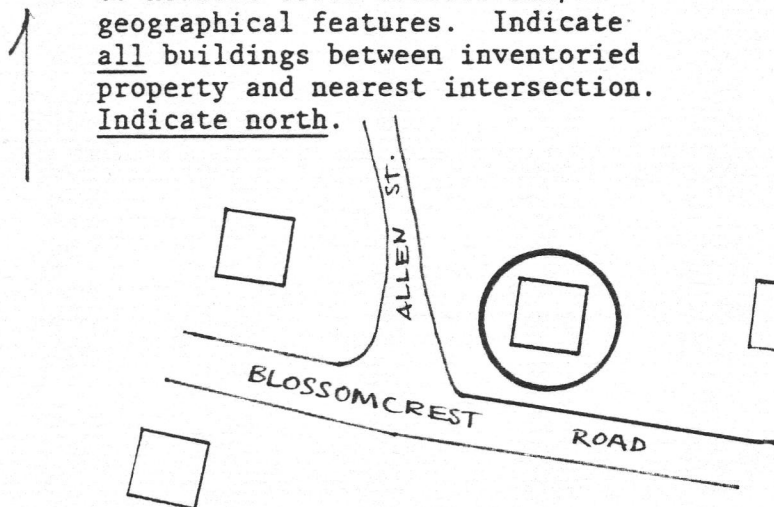 geographical features. Indicate
all buildings between inventoried
property and nearest intersection.
Indicate north.
ALLEN ST.
BLOSSOMCREST ROAD